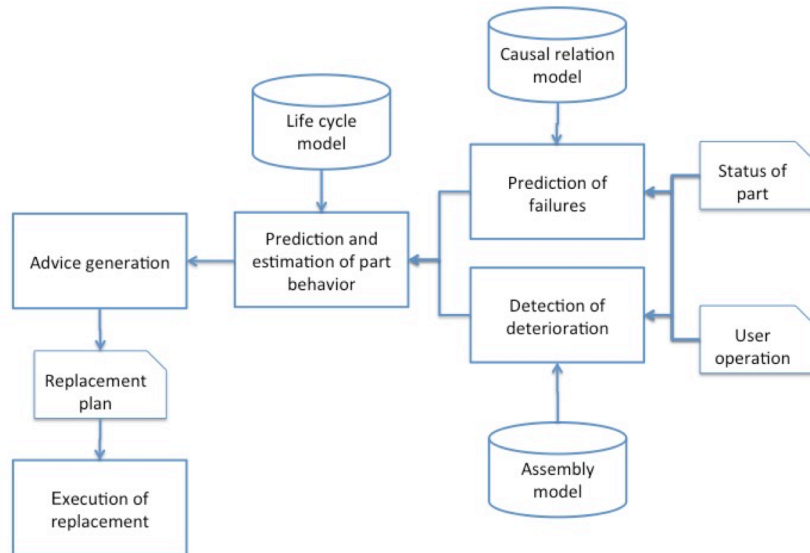 Causal relation
model
Life cycle
model
Prediction of
failures
Status of
part
Advice generation
Prediction and
estimation of part
behavior
Detection of
deterioration
User
operation
Replacement
plan
Assembly
model
Execution of
replacement